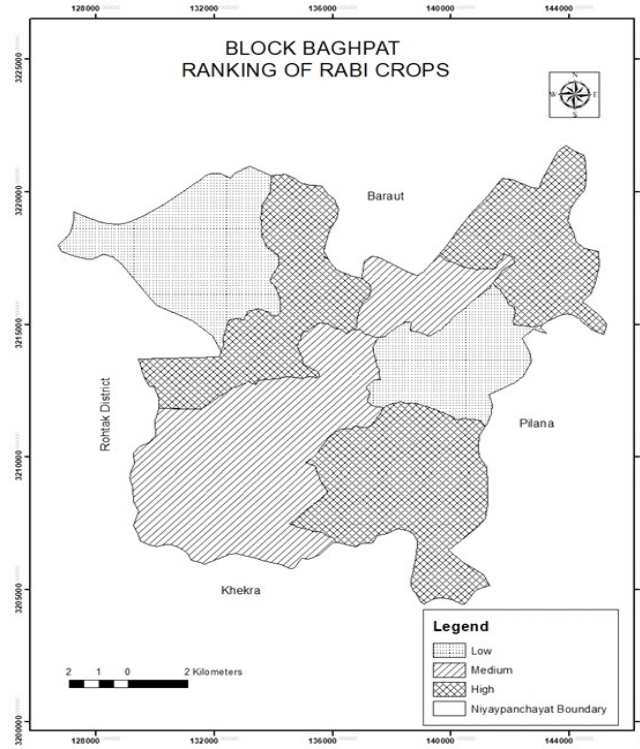 128000 132000 136000 140000 144000
BLOCK BAGHPAT
RANKING OF RABI CROPS
N
W E
S
3225000
3220000
3215000
3210000
3205000
3200000
Baraut
Rohtak District
Pilana
Khekra
2 1 0 2 Kilometers
Legend
Low
Medium
High
Niyaypanchayat Boundary
128000 132000 136000 140000 144000